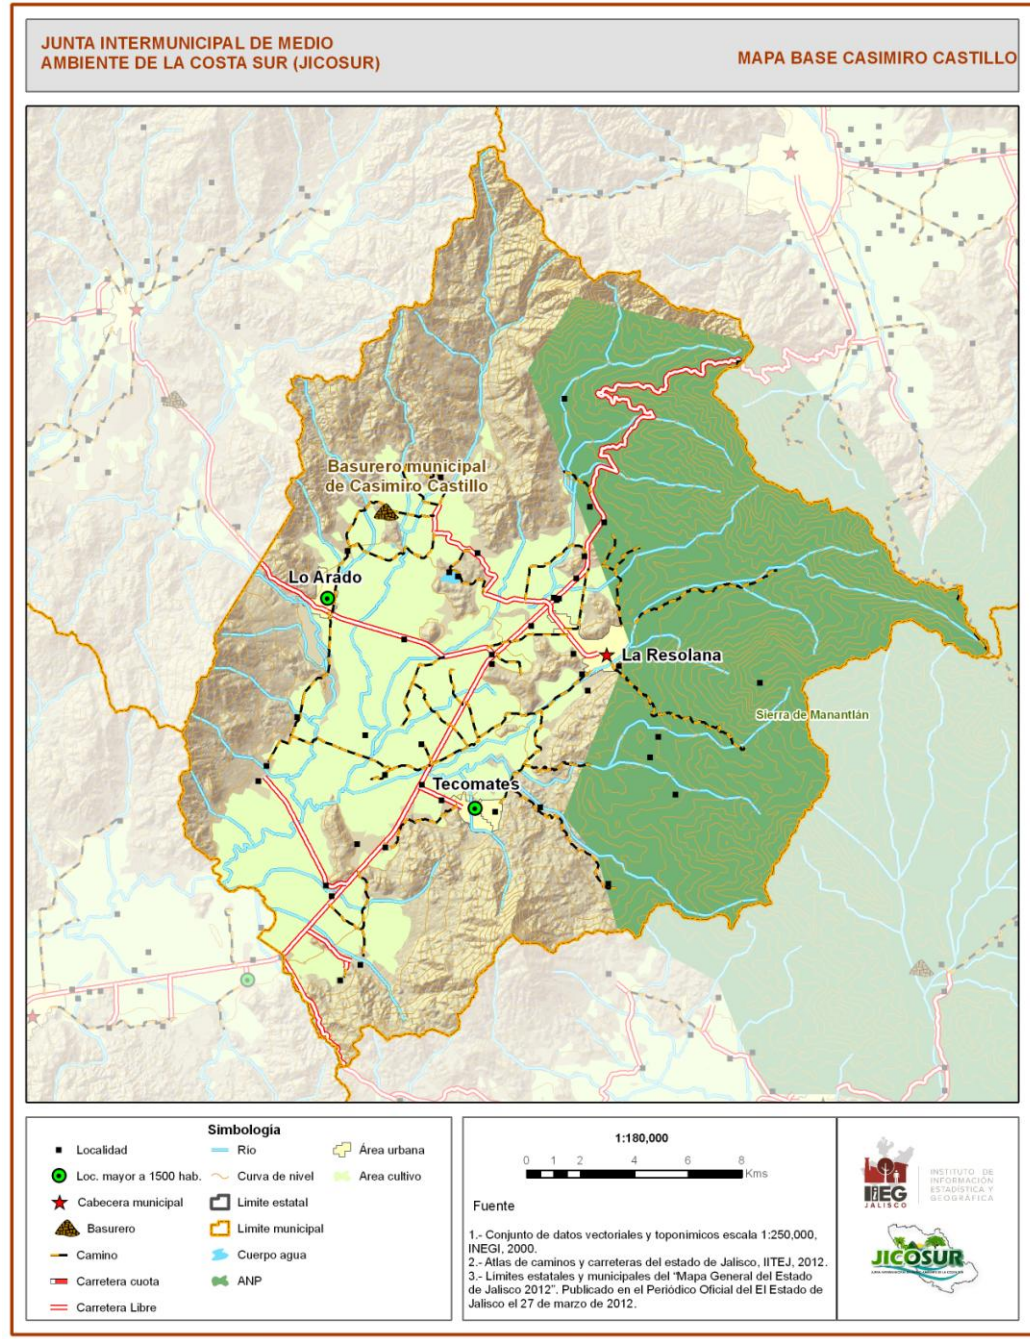 JUNTA INTERMUNICIPAL DE MEDIO
AMBIENTE DE LA COSTA SUR (JICOSUR)
MAPA BASE CASIMIRO CASTILLO
Basurero municipal
de Casimiro Castillo
Lo Arado
La Resolana
Sierra de Manantlán
Tecomates
Simbología
Localidad
Loc. mayor a 1500 hab.
Cabecera municipal
Basurero
Camino
Carretera cuota
Carretera Libre
Río
Curva de nivel
Limite estatal
Limite municipal
Cuerpo agua
ANP
Área urbana
Area cultivo
1:180,000
0 1 2 4 6 8
Kms
Fuente
1.- Conjunto de datos vectoriales y toponimicos escala 1:250,000,
INEGI, 2000.
2.- Atlas de caminos y carreteras del estado de Jalisco, IITEJ, 2012.
3.- Limites estatales y municipales del "Mapa General del Estado
de Jalisco 2012". Publicado en el Periódico Oficial del El Estado de
Jalisco el 27 de marzo de 2012.
IIEG
JALISCO
INSTITUTO DE
INFORMACIÓN
ESTADÍSTICA Y
GEOGRÁFICA
JICOSUR